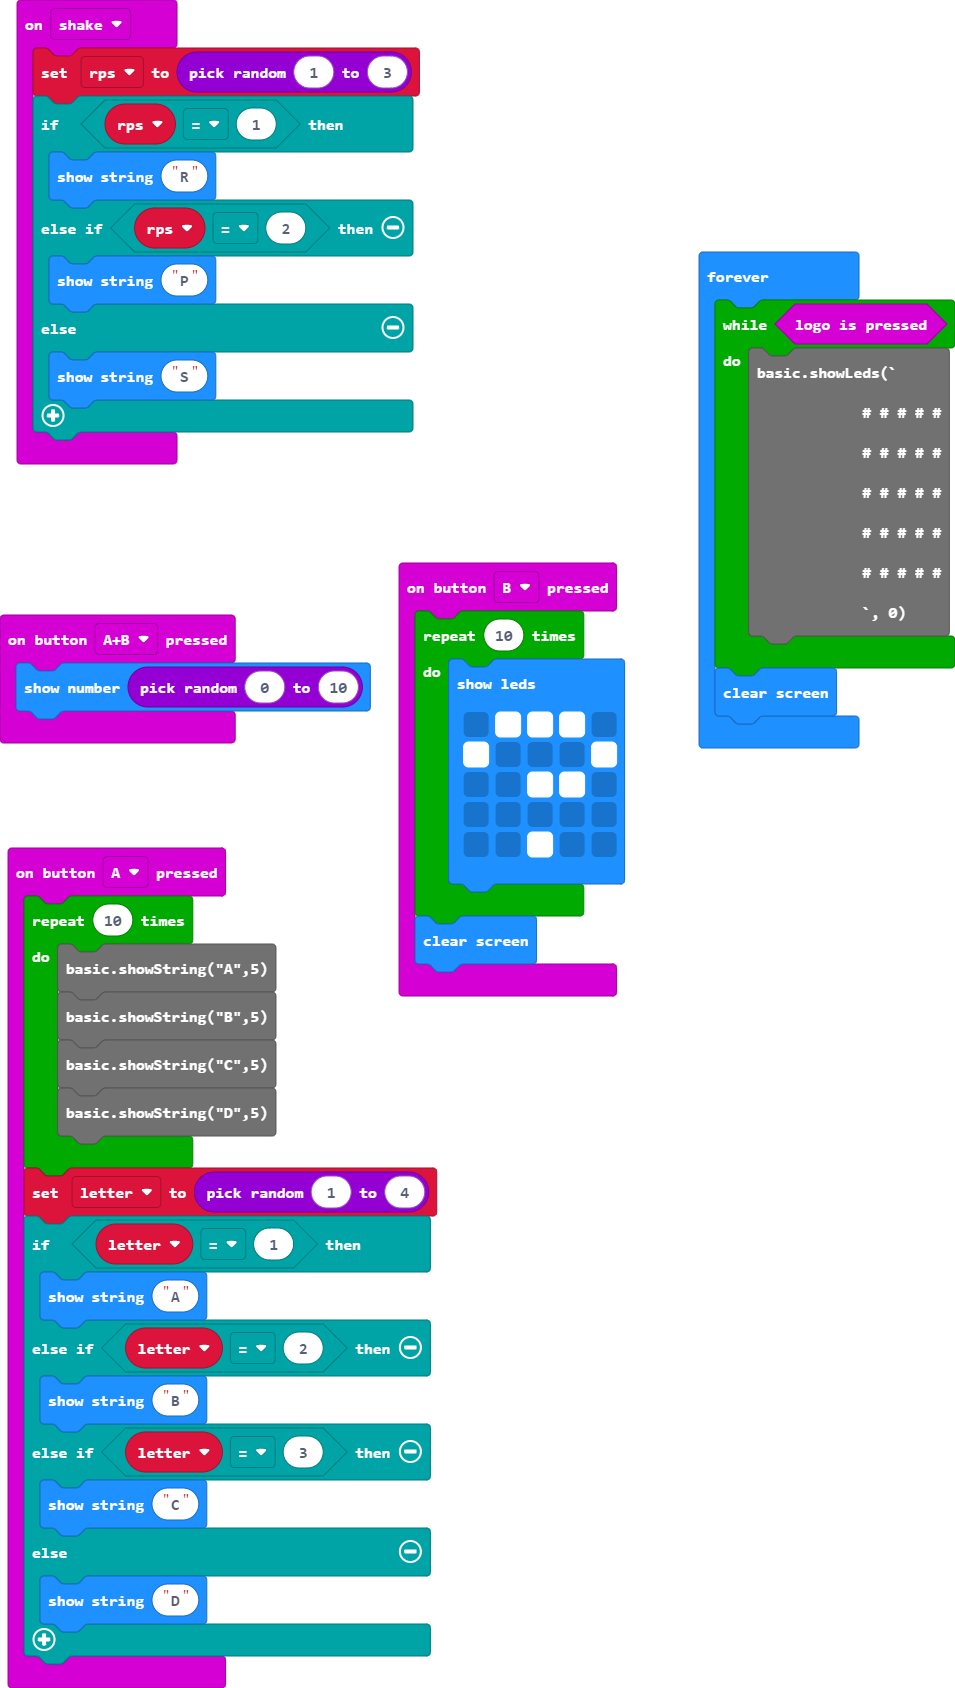 on shake
set rps to pick random 1 to 3
if rps = 1 then
show string "R"
else if rps = 2 then
show string "P"
else
show string "S"
forever
while logo is pressed
do basic.showLeds(`
# # # # #
# # # # #
# # # # #
# # # # #
# # # # #
`, 0)
clear screen
on button A+B pressed
show number pick random 0 to 10
on button B pressed
repeat 10 times
do show leds
clear screen
on button A pressed
repeat 10 times
do basic.showString("A",5)
basic.showString("B",5)
basic.showString("C",5)
basic.showString("D",5)
set letter to pick random 1 to 4
if letter = 1 then
show string "A"
else if letter = 2 then
show string "B"
else if letter = 3 then
show string "C"
else
show string "D"